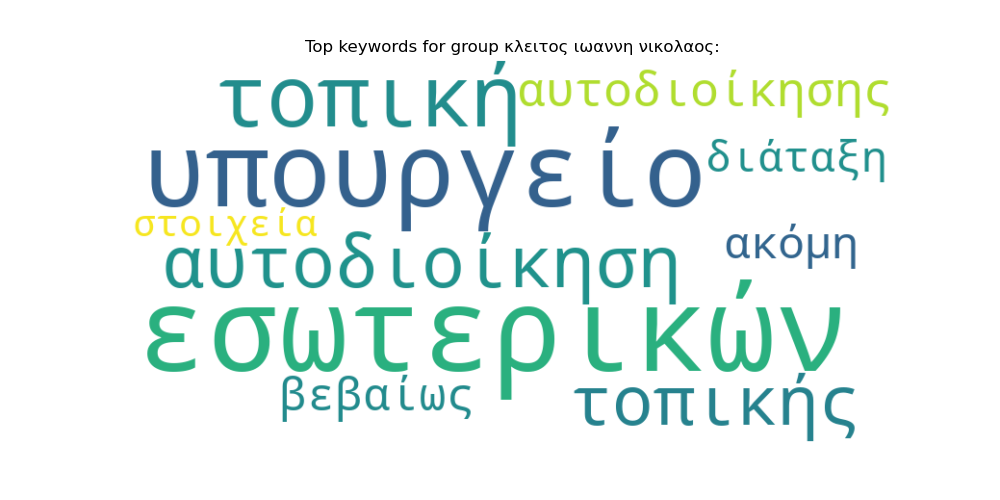 Top keywords for group κλειτος ιωαννη νικολαος:
τοπική αυτοδιοίκησης
υπουργείο διάταξη
στοιχεία
αυτοδιοίκηση ακόμη
εσωτερικών
βεβαίως τοπικής